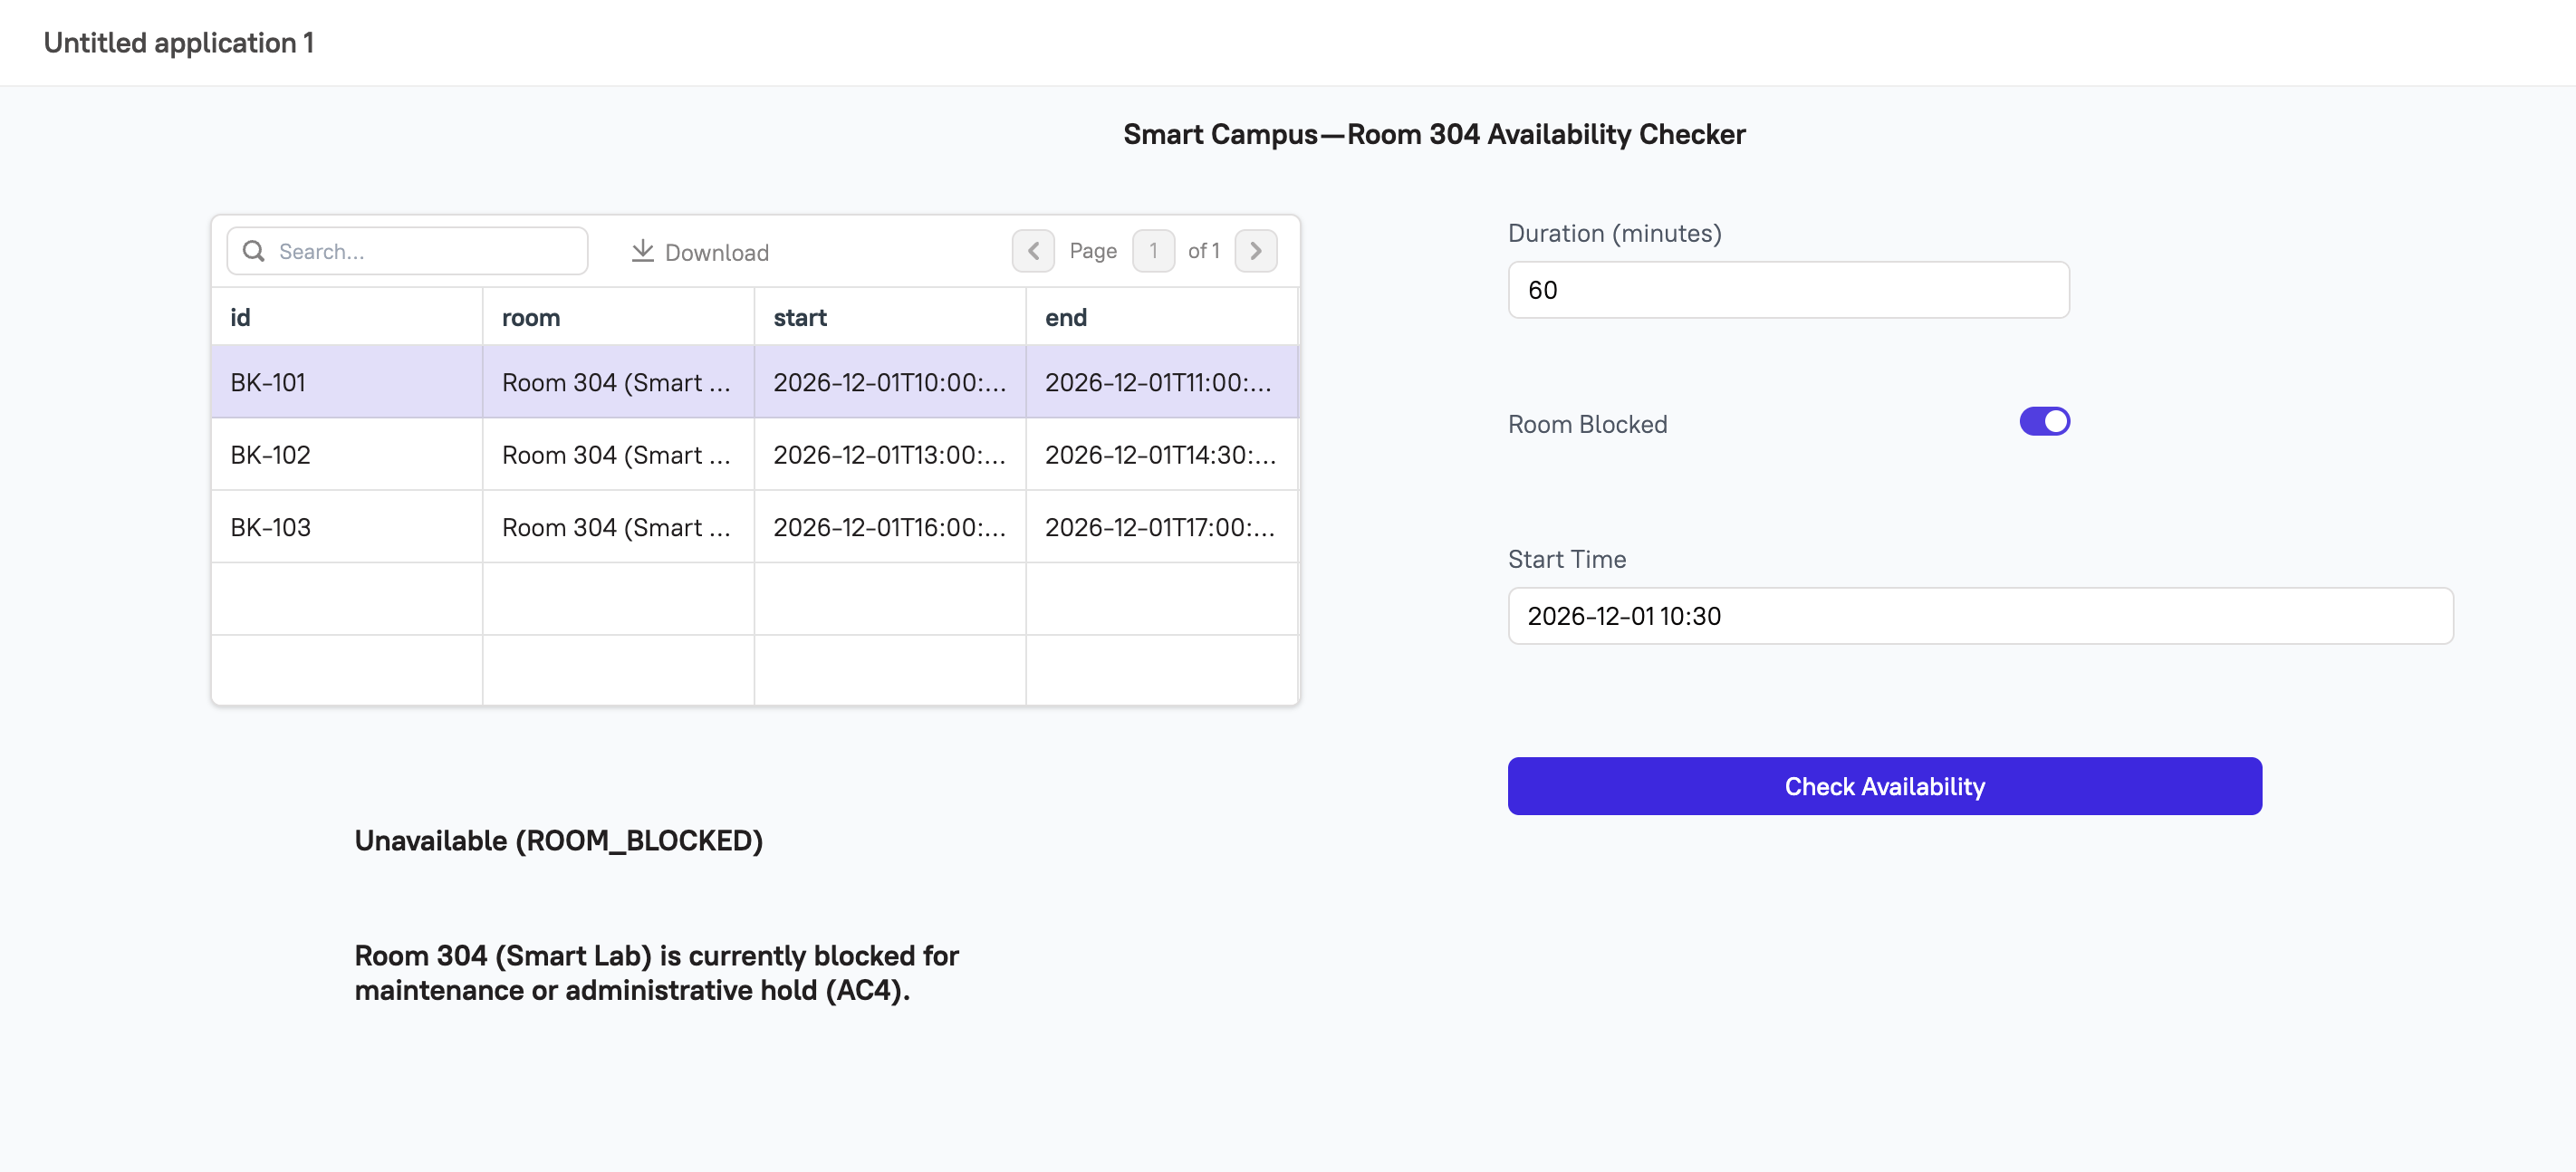 Untitled application 1
Smart Campus—Room 304 Availability Checker
Search...
Download
Page 1 of 1
id room start end
BK-101 Room 304 (Smart ... 2026-12-01T10:00:... 2026-12-01T11:00:...
BK-102 Room 304 (Smart ... 2026-12-01T13:00:... 2026-12-01T14:30:...
BK-103 Room 304 (Smart ... 2026-12-01T16:00:... 2026-12-01T17:00:...
Duration (minutes)
60
Room Blocked
Start Time
2026-12-01 10:30
Check Availability
Unavailable (ROOM_BLOCKED)
Room 304 (Smart Lab) is currently blocked for
maintenance or administrative hold (AC4).